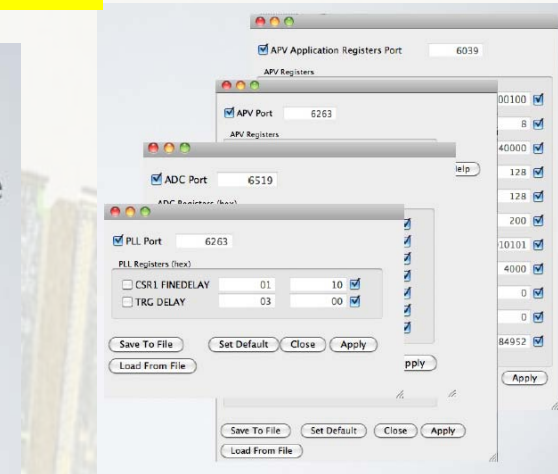 APV Application Registers Port 6039
APV Registers
00100
8
40000
128
128
200
4000
0
0
84952
Apply
APV Port 6263
APV Registers
ADC Port 6519
ADC Registers (hex)
PLL Port 6263
PLL Registers (hex)
CSR1 FINEDELAY 01 10
TRG DELAY 03 00
Save To File Set Default Close Apply
Load From File
Save To File Set Default Close Apply
Load From File